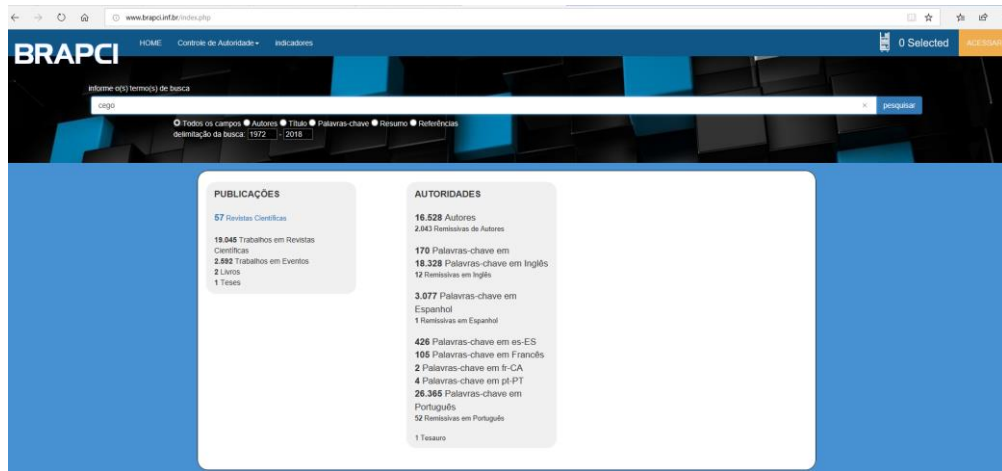 www.brapci.inf.br/index.php
BRAPCI
HOME
Controle de Autoridade
Indicadores
0 Selected
ACESSAR
informe o(s) termo(s) de busca
cego
×
pesquisar
Todos os campos Autores Título Palavras-chave Resumo Referências
delimitação da busca: 1972 - 2018
PUBLICAÇÕES
57 Revistas Científicas
19.045 Trabalhos em Revistas
Científicas
2.592 Trabalhos em Eventos
2 Livros
1 Teses
AUTORIDADES
16.528 Autores
2.043 Remissivas de Autores
170 Palavras-chave em
18.328 Palavras-chave em Inglês
12 Remissivas em Inglês
3.077 Palavras-chave em
Espanhol
1 Remissivas em Espanhol
426 Palavras-chave em es-ES
105 Palavras-chave em Francês
2 Palavras-chave em fr-CA
4 Palavras-chave em pt-PT
26.365 Palavras-chave em
Português
52 Remissivas em Português
1 Tesauro